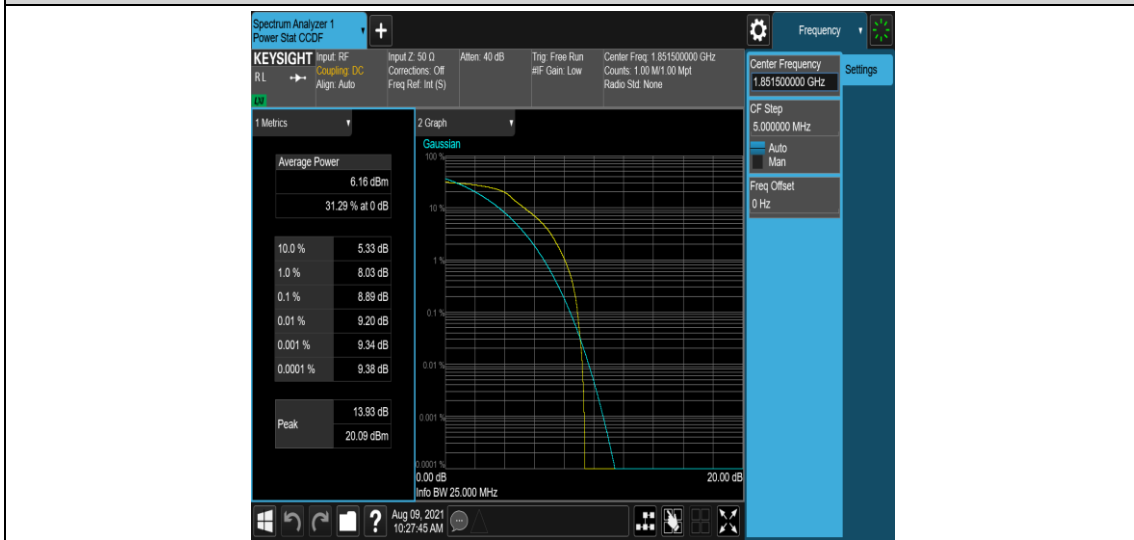 Spectrum Analyzer 1
Power Stat CCDF
+
Frequency
KEYSIGHT
RL
LXI
Input: RF
Coupling: DC
Align: Auto
Input Z: 50 Ω
Corrections: Off
Freq Ref: Int (S)
Atten: 40 dB
Trig: Free Run
#IF Gain: Low
Center Freq: 1.851500000 GHz
Counts: 1.00 M/1.00 Mpt
Radio Std: None
Center Frequency
1.851500000 GHz
Settings
CF Step
5.000000 MHz
Auto
Man
Freq Offset
0 Hz
1 Metrics
Average Power
6.16 dBm
31.29 % at 0 dB
10.0 % 5.33 dB
1.0 % 8.03 dB
0.1 % 8.89 dB
0.01 % 9.20 dB
0.001 % 9.34 dB
0.0001 % 9.38 dB
Peak
13.93 dB
20.09 dBm
2 Graph
Gaussian
100 %
10 %
1 %
0.1 %
0.01 %
0.001 %
0.0001 %
0.00 dB
20.00 dB
Info BW 25.000 MHz
?
Aug 09, 2021
10:27:45 AM